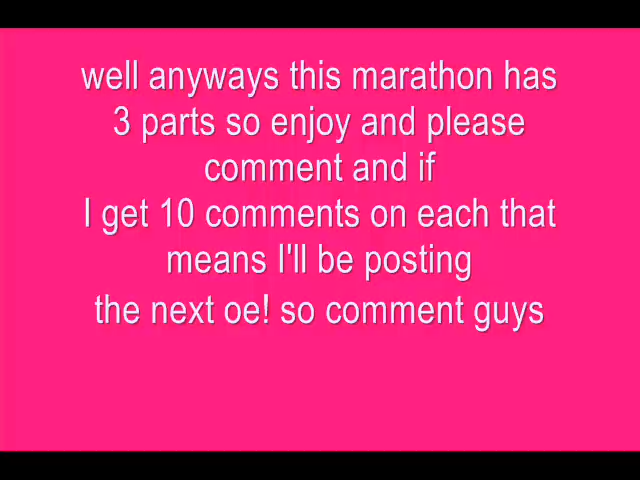 well anyways this marathon has
3 parts so enjoy and please
comment and if
I get 10 comments on each that
means I'll be posting
the next oe! so comment guys